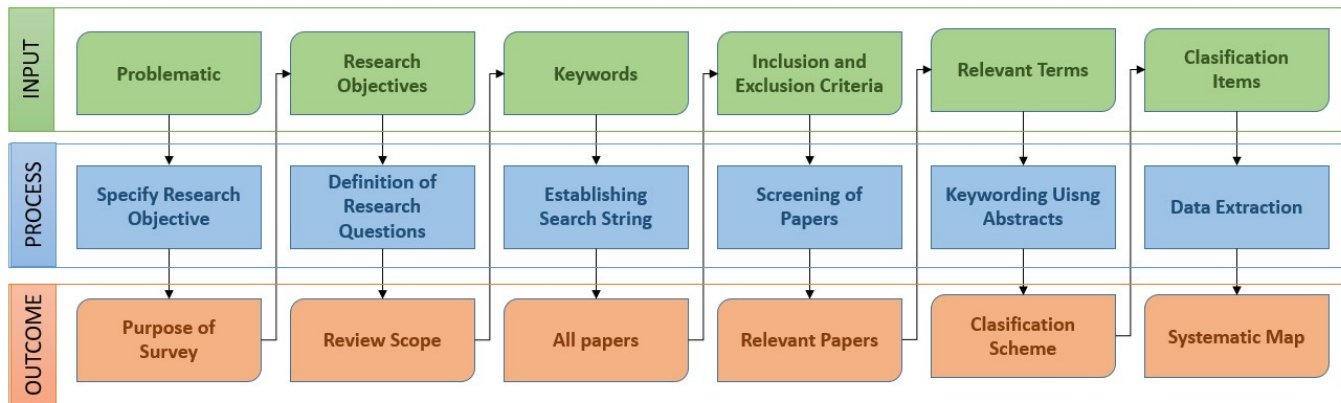 INPUT
Problematic
Research
Objectives
Keywords
Inclusion and
Exclusion Criteria
Relevant Terms
Clasification
Items
PROCESS
Specify Research
Objective
Definition of
Research
Questions
Establishing
Search String
Screening of
Papers
Keywording Uisng
Abstracts
Data Extraction
OUTCOME
Purpose of
Survey
Review Scope
All papers
Relevant Papers
Clasification
Scheme
Systematic Map